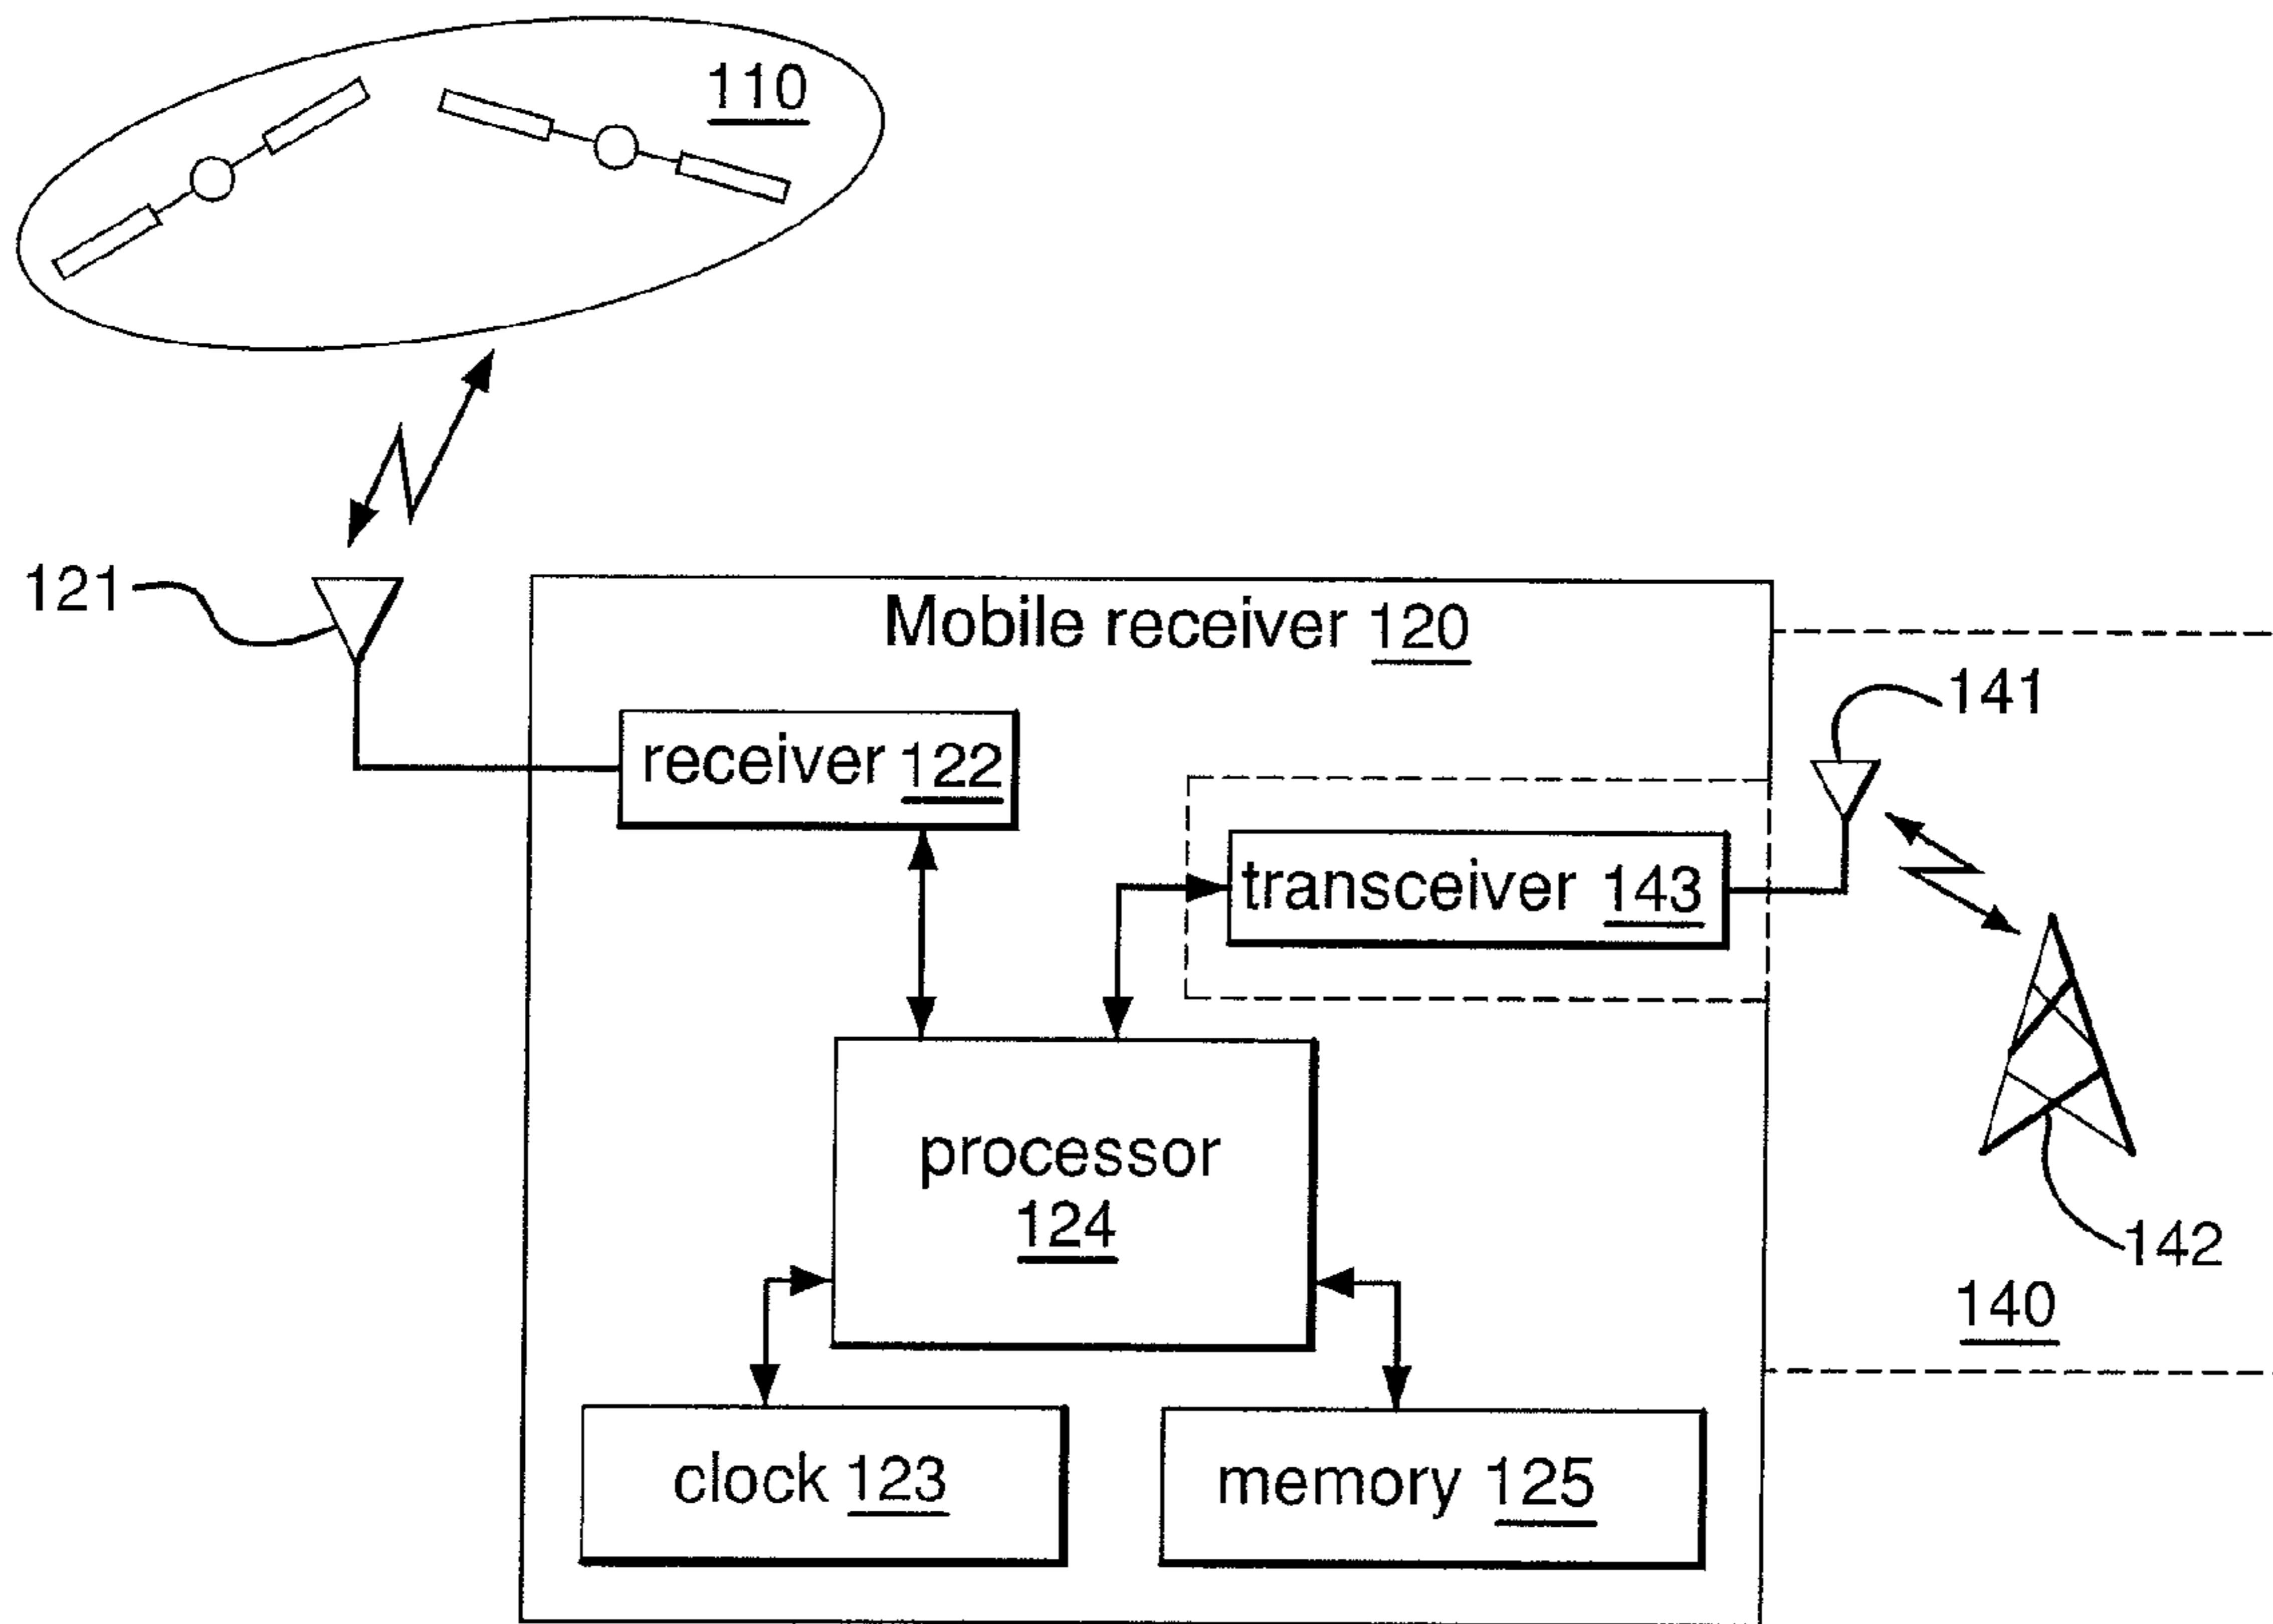 110
121
Mobile receiver 120
141
receiver 122
transceiver 143
processor
124
142
140
clock 123
memory 125